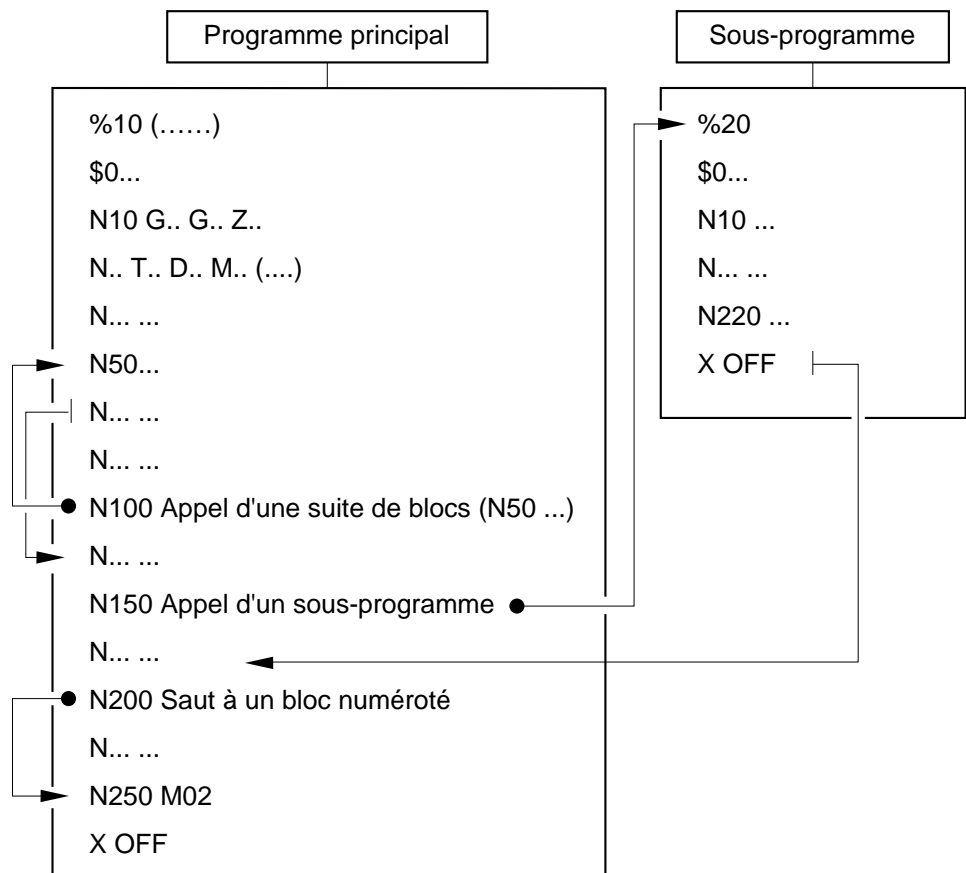 Programme principal
%10 (......)
$0...
N10 G.. G.. Z..
N.. T.. D.. M.. (....)
N... ...
N50...
N... ...
N... ...
N100 Appel d'une suite de blocs (N50 ...)
N... ...
N150 Appel d'un sous-programme
N... ...
N200 Saut à un bloc numéroté
N... ...
N250 M02
X OFF
Sous-programme
%20
$0...
N10 ...
N... ...
N220 ...
X OFF